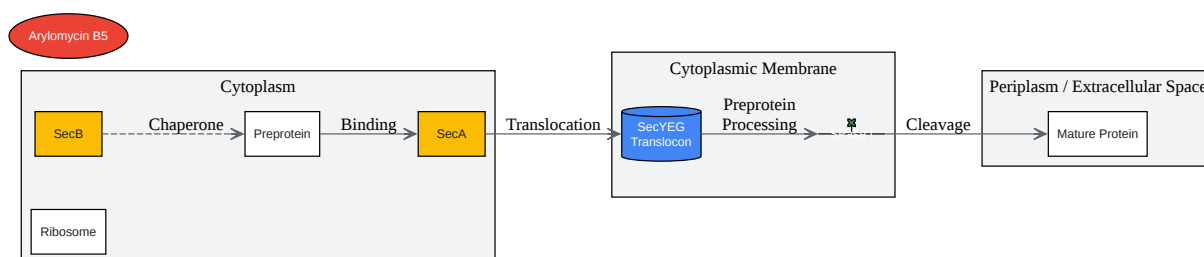 Arylomycin B5
Cytoplasm
SecB
Chaperone
Preprotein
Binding
SecA
Translocation
Ribosome
Cytoplasmic Membrane
SecYEG
Translocon
Preprotein
Processing
Cleavage
Periplasm / Extracellular Space
Mature Protein